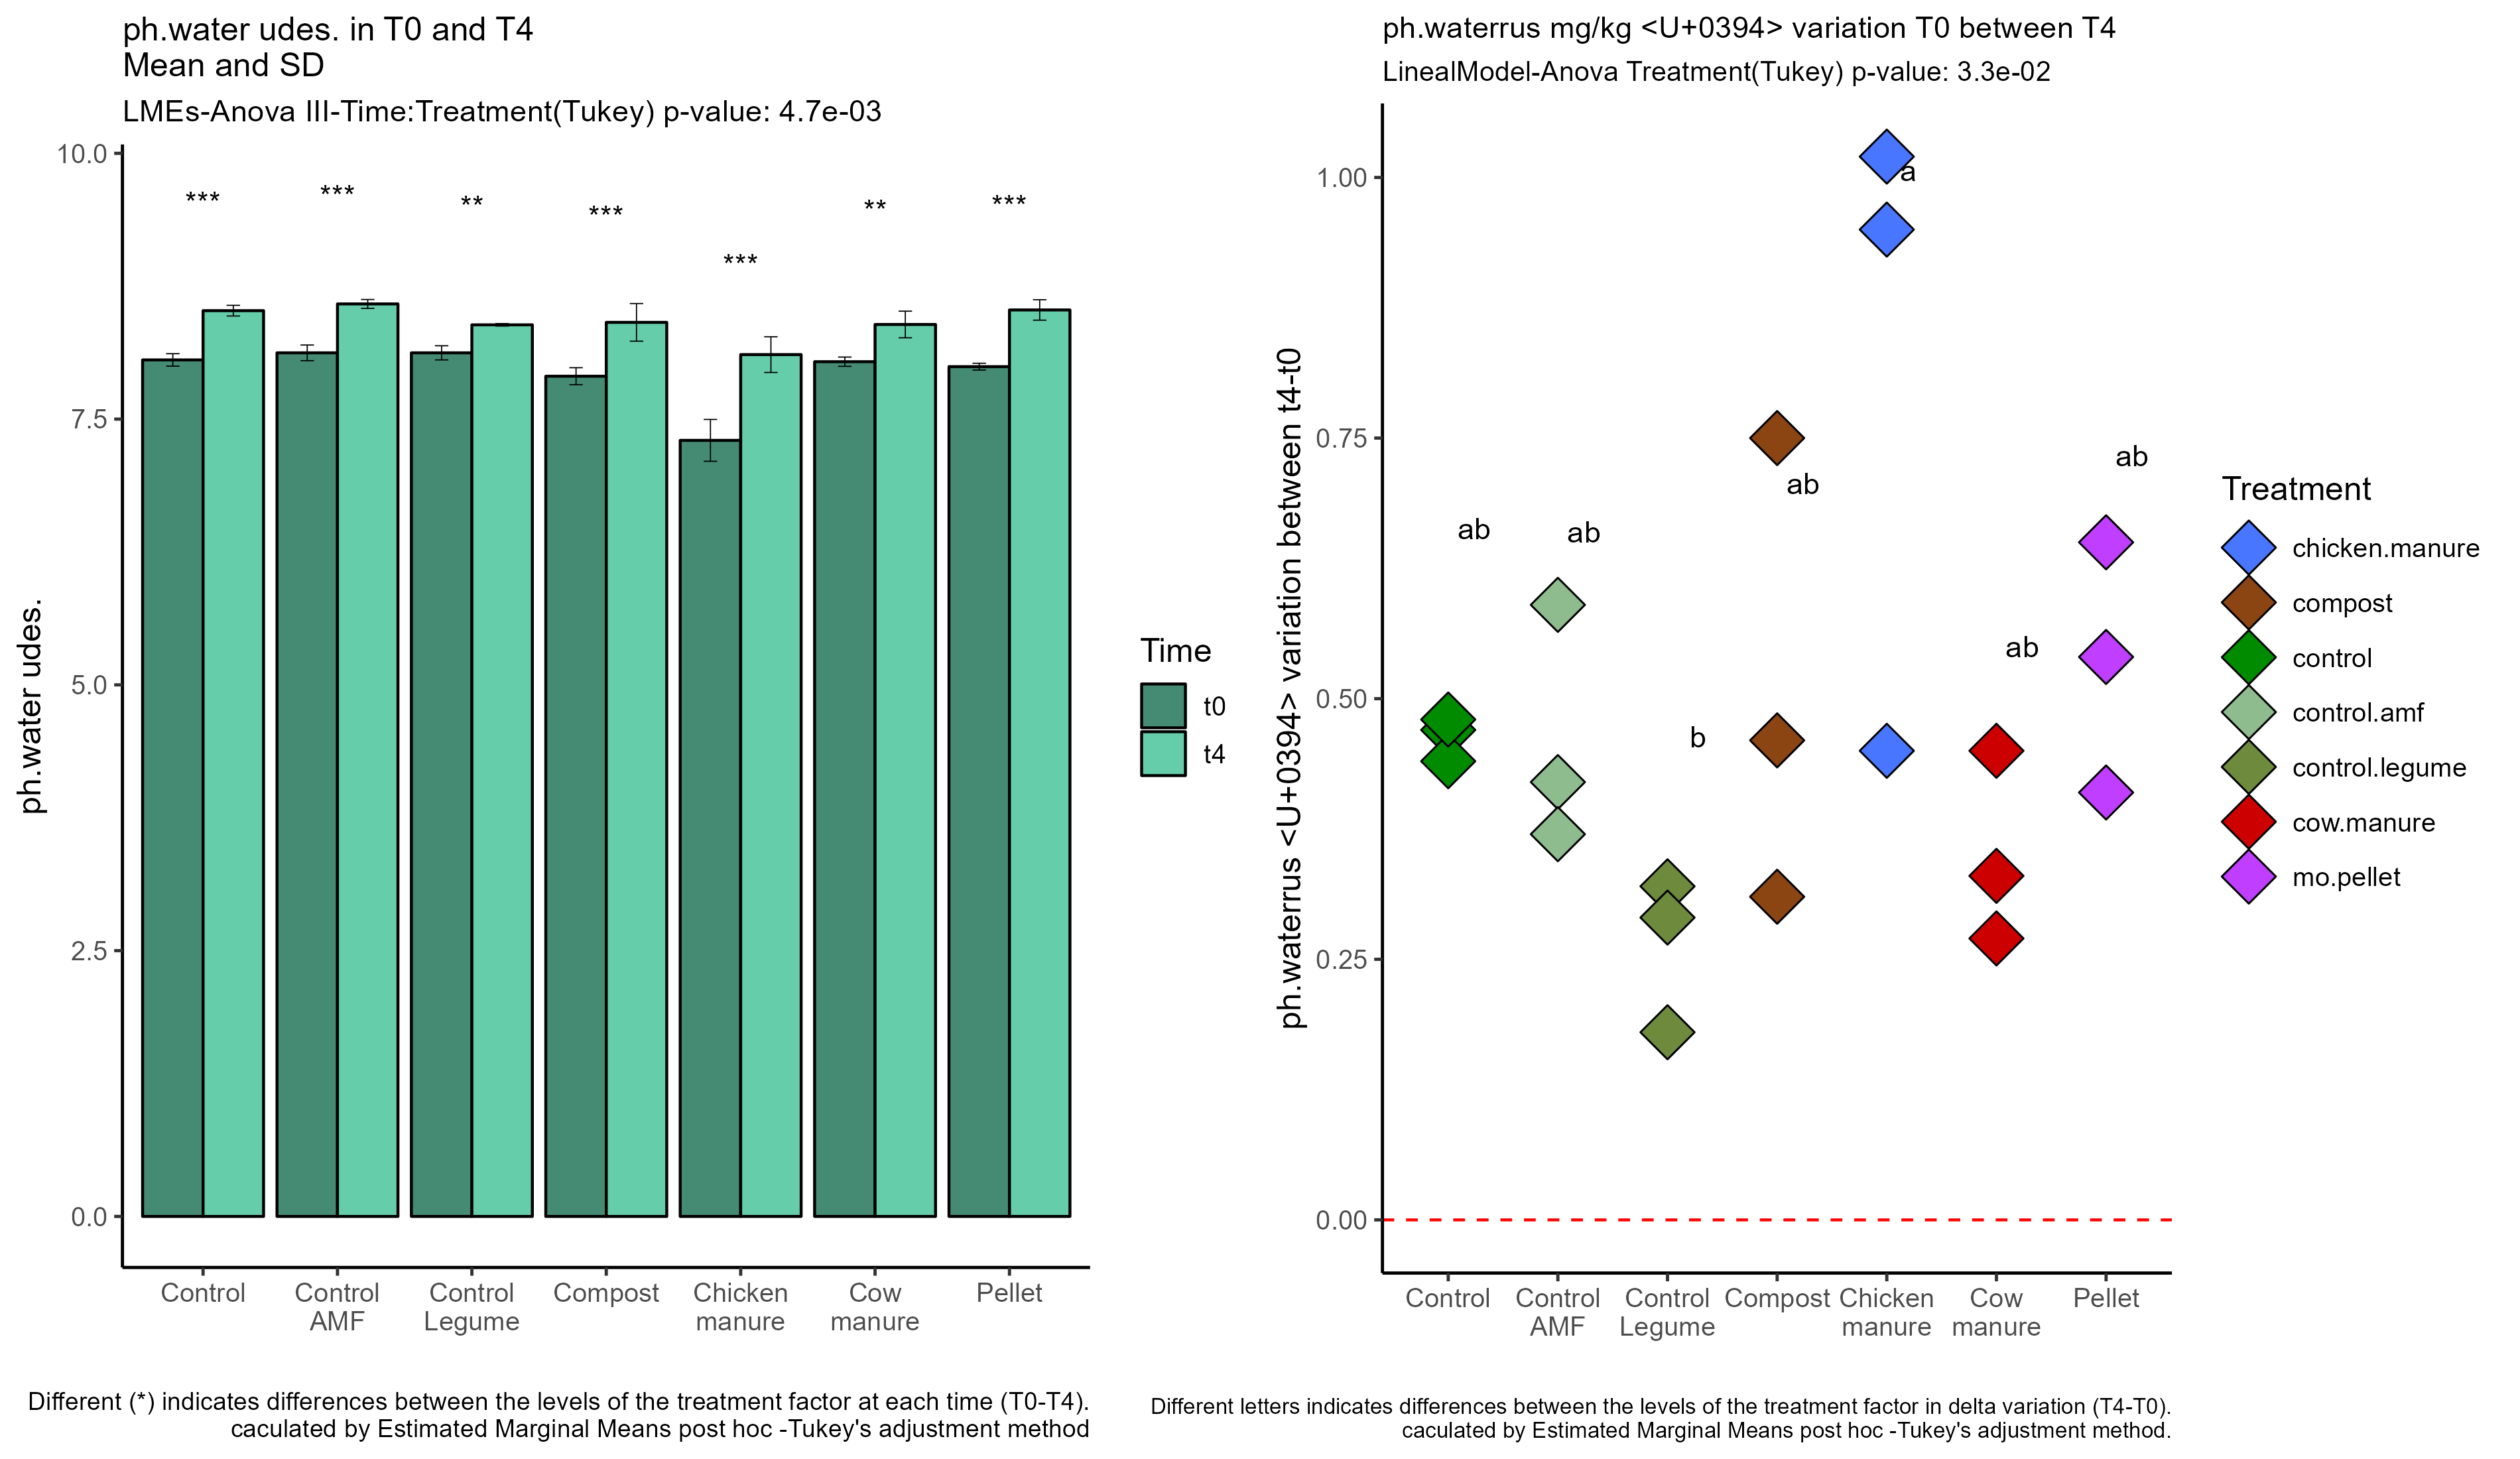 ph.water udes. in T0 and T4
Mean and SD
LMEs-Anova III-Time:Treatment(Tukey) p-value: 4.7e-03
ph.water udes.
10.0
7.5
5.0
2.5
0.0
***
***
**
***
***
**
***
Control
Control
AMF
Control
Legume
Compost
Chicken
manure
Cow
manure
Pellet
Time
t0
t4
Different (*) indicates differences between the levels of the treatment factor at each time (T0-T4).
caculated by Estimated Marginal Means post hoc -Tukey's adjustment method
ph.waterrus mg/kg <U+0394> variation T0 between T4
LinealModel-Anova Treatment(Tukey) p-value: 3.3e-02
ph.waterrus <U+0394> variation between t4-t0
1.00
0.75
0.50
0.25
0.00
ab
ab
b
ab
a
ab
ab
Control
Control
AMF
Control
Legume
Compost
Chicken
manure
Cow
manure
Pellet
Treatment
chicken.manure
compost
control
control.amf
control.legume
cow.manure
mo.pellet
Different letters indicates differences between the levels of the treatment factor in delta variation (T4-T0).
caculated by Estimated Marginal Means post hoc -Tukey's adjustment method.